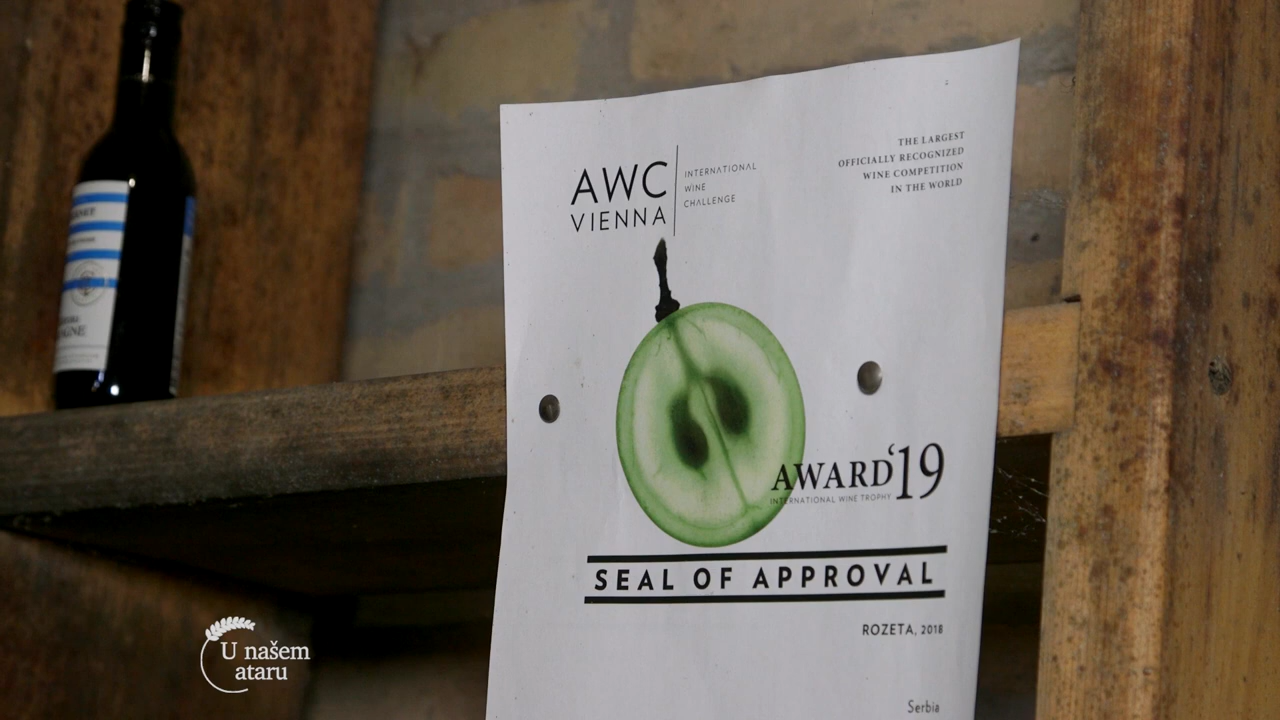 AWC
VIENNA
INTERNATIONAL
WINE
CHALLENGE
THE LARGEST
OFFICIALLY RECOGNIZED
WINE COMPETITION
IN THE WORLD
AWARD'19
INTERNATIONAL WINE TROPHY
SEAL OF APPROVAL
ROZETA, 2018
Serbia
U našem
ataru